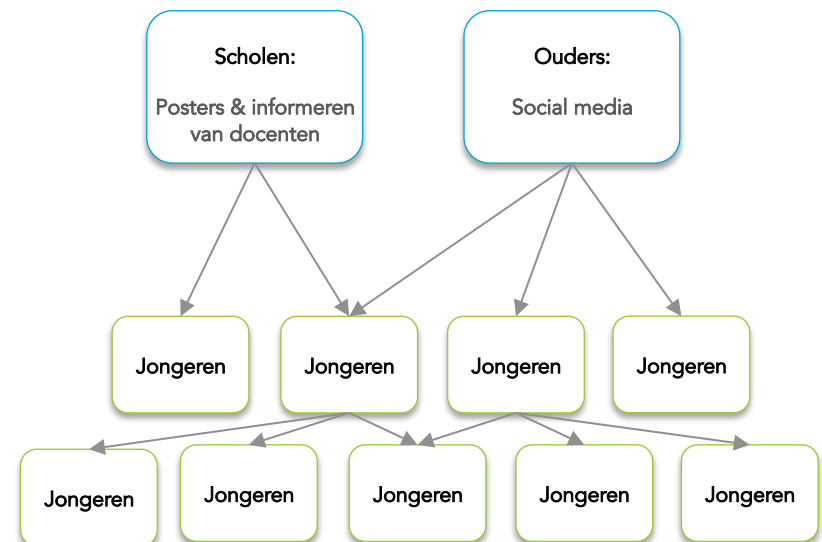 Scholen:
Posters & informeren
van docenten
Ouders:
Social media
Jongeren
Jongeren
Jongeren
Jongeren
Jongeren
Jongeren
Jongeren
Jongeren
Jongeren